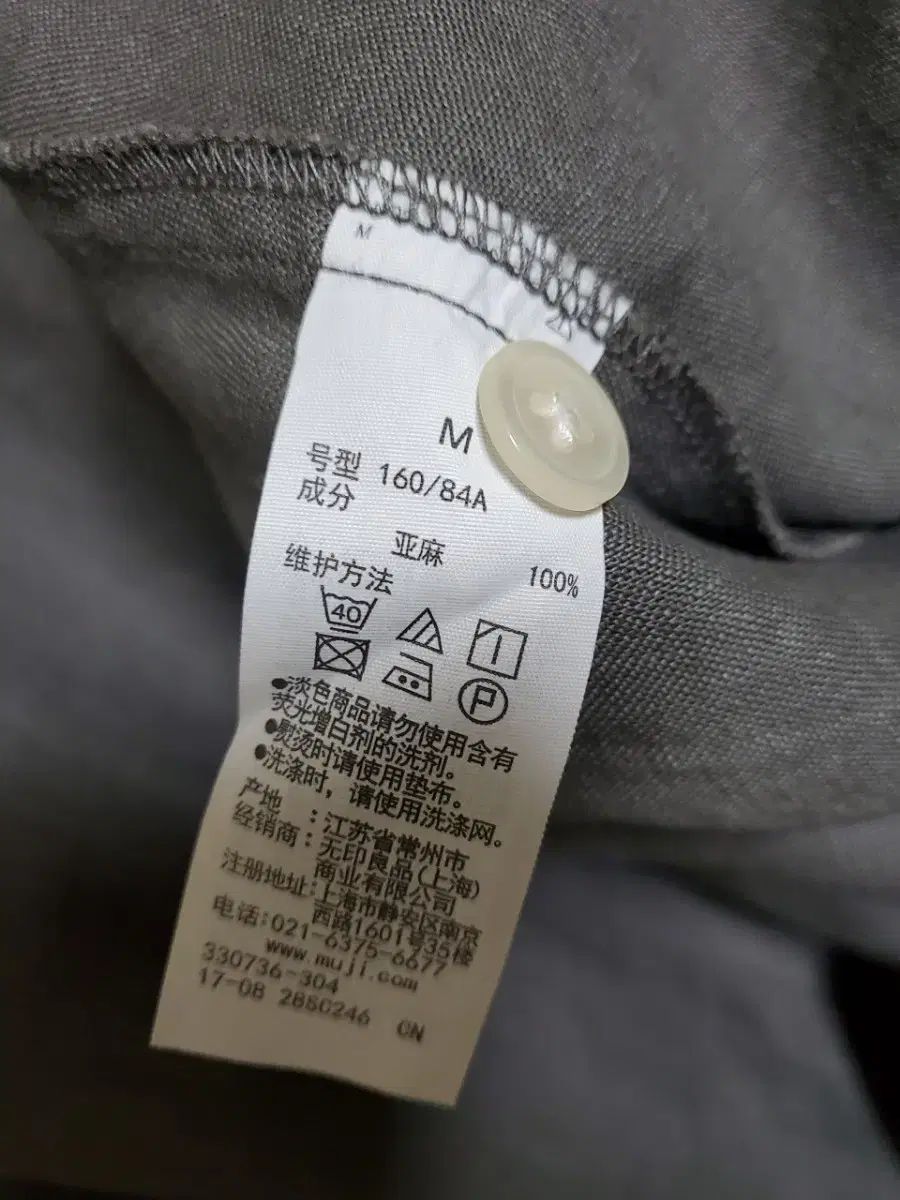 M
M
号型 160/84A
成分
亚麻 100%
维护方法
40
P
●淡色商品请勿使用含有
荧光增白剂的洗剂。
●熨烫时请使用垫布。
●洗涤时，请使用洗涤网。
产地 ：江苏省常州市
经销商：无印良品(上海)
商业有限公司
注册地址：上海市静安区南京
西路1601号35楼
电话：021-6375-6677
www.muji.com
330736-304
17-08 28SC246 CN